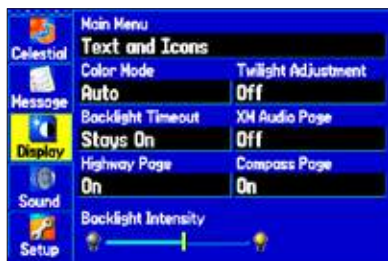 Celestial
Message
Display
Sound
Setup
Main Menu
Text and Icons
Color Mode
Twilight Adjustment
Auto
Off
Backlight Timeout
XM Audio Page
Stays On
Off
Highway Page
Compass Page
On
On
Backlight Intensity